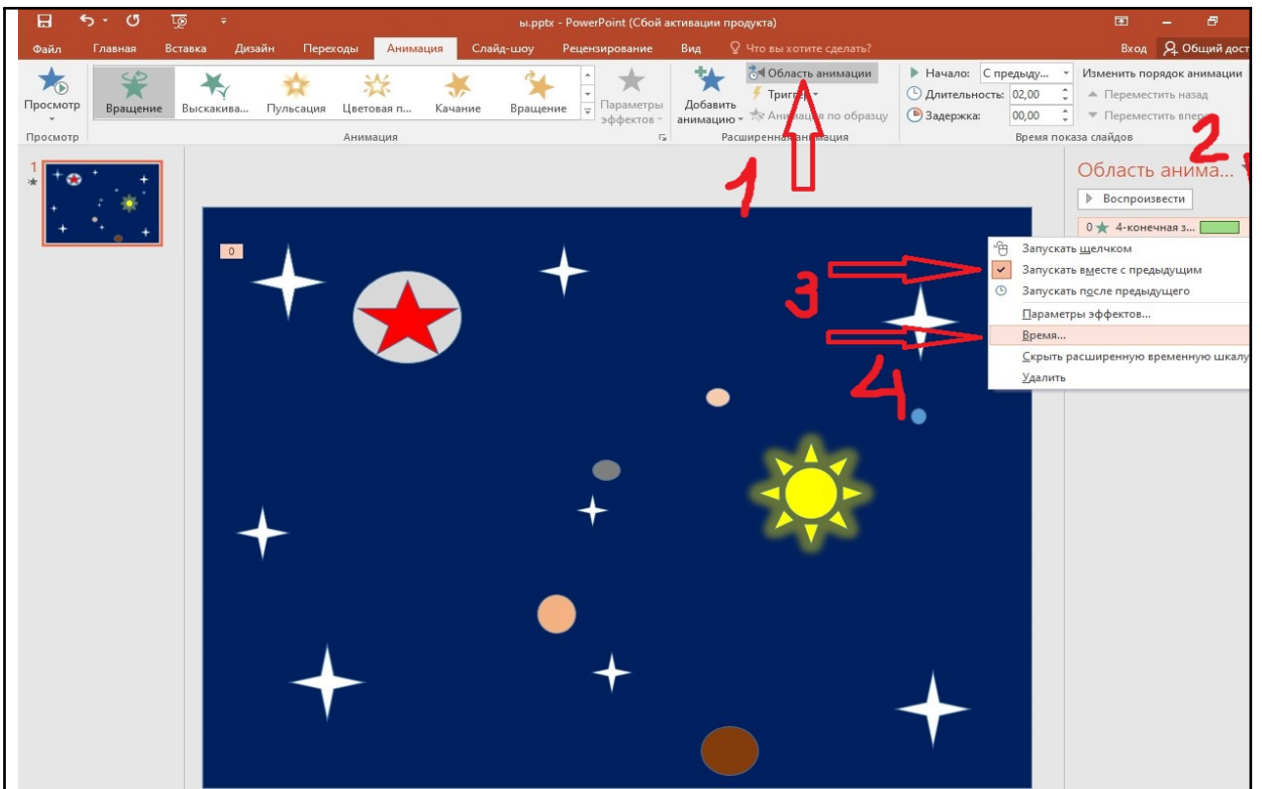 ы.pptx - PowerPoint (Сбой активации продукта)
Файл Главная Вставка Дизайн Переходы Анимация Слайд-шоу Рецензирование Вид Что вы хотите сделать? Вход Общий дост
Просмотр
Вращение Выскакива... Пульсация Цветовая п... Качание Вращение
Параметры эффектов
Добавить анимацию
Область анимации
Триггер
Анимация по образцу
Начало: С предыду...
Длительность: 02,00
Задержка: 00,00
Изменить порядок анимации
Переместить назад
Переместить впер
Просмотр Анимация Расширенная анимация Время показа слайдов
1
2
1
Область анима...
Воспроизвести
0 4-конечная з...
0
Запускать щелчком
3
Запускать вместе с предыдущим
Запускать после предыдущего
Параметры эффектов...
Время...
4
Скрыть расширенную временную шкалу
Удалить